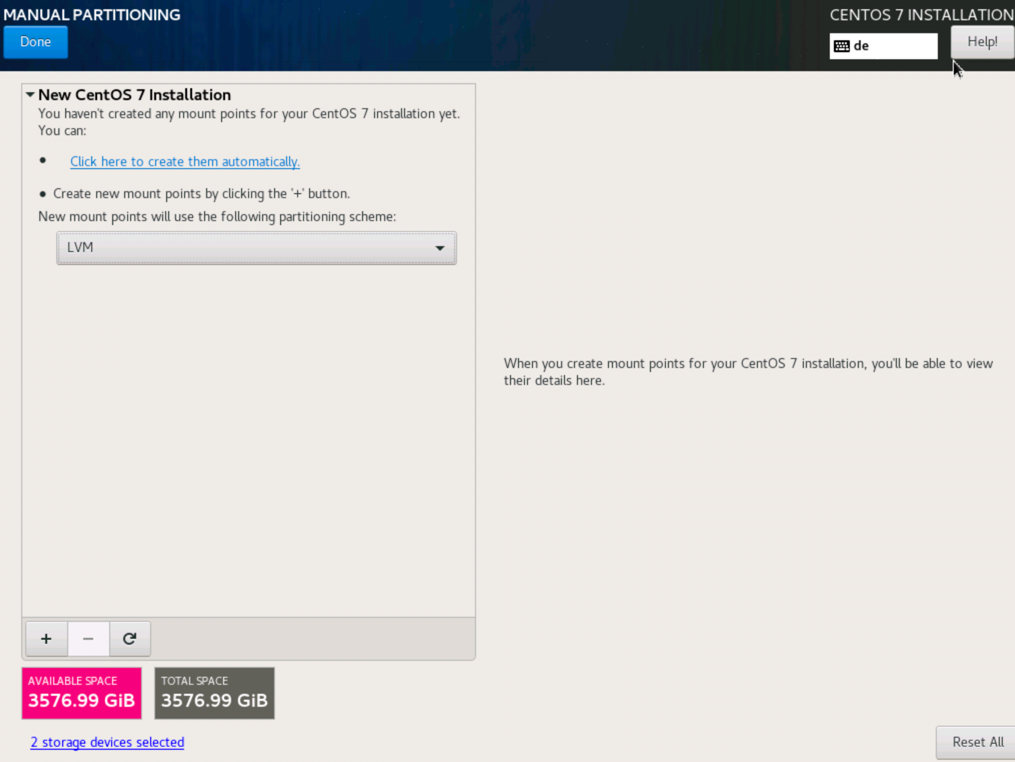 MANUAL PARTITIONING
CENTOS 7 INSTALLATION
Done
de
Help!
New CentOS 7 Installation
You haven't created any mount points for your CentOS 7 installation yet.
You can:
• Click here to create them automatically.
• Create new mount points by clicking the '+' button.
New mount points will use the following partitioning scheme:
LVM
When you create mount points for your CentOS 7 installation, you'll be able to view
their details here.
+ −
AVAILABLE SPACE
3576.99 GiB
TOTAL SPACE
3576.99 GiB
2 storage devices selected
Reset All